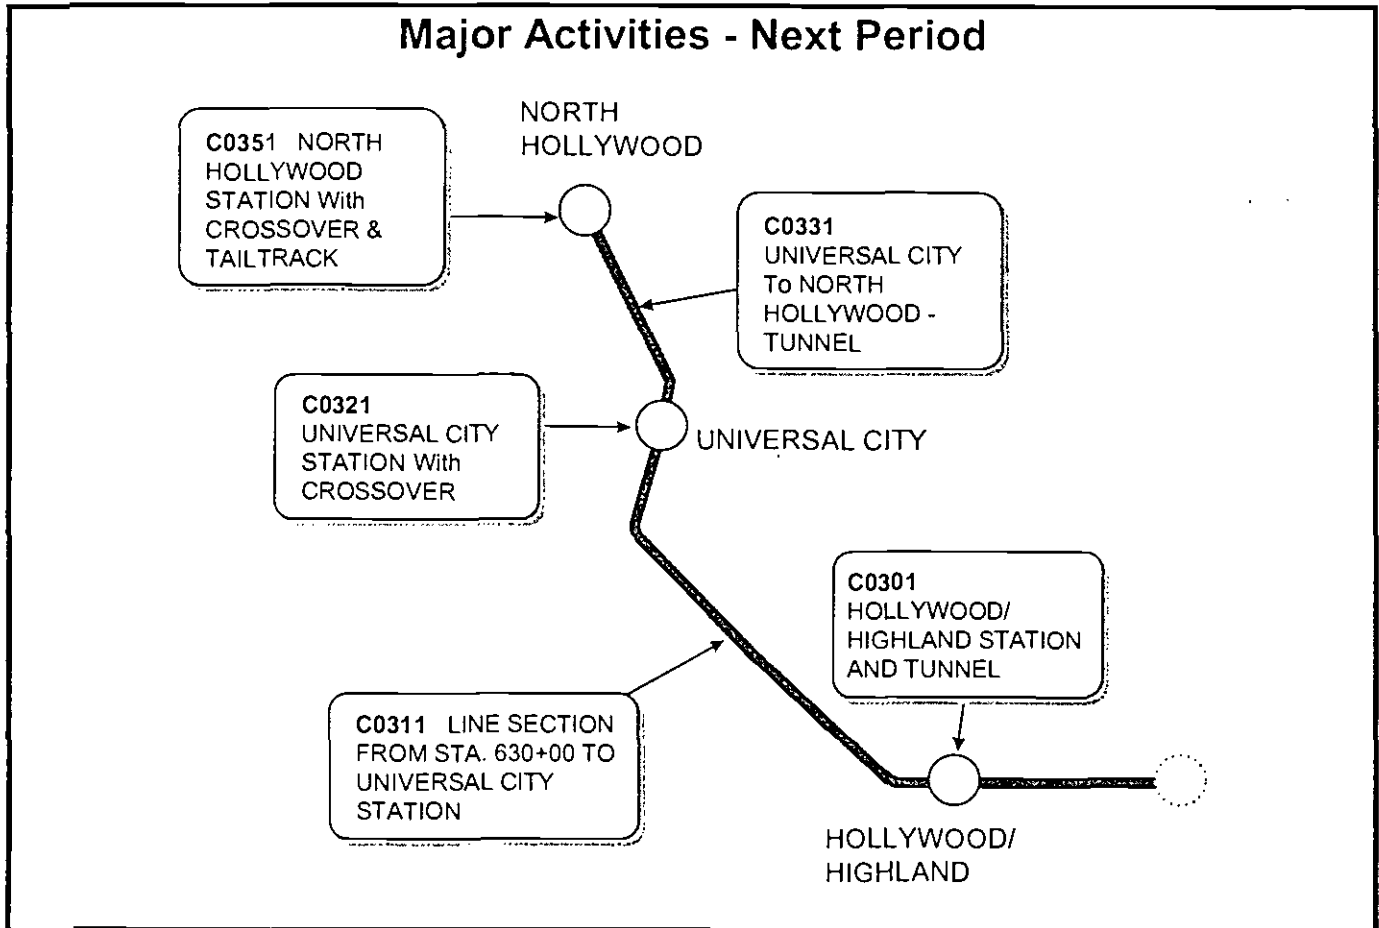 Major Activities - Next Period
NORTH
HOLLYWOOD
C0351 NORTH
HOLLYWOOD
STATION With
CROSSOVER &
TAILTRACK
C0331
UNIVERSAL CITY
To NORTH
HOLLYWOOD -
TUNNEL
C0321
UNIVERSAL CITY
STATION With
CROSSOVER
UNIVERSAL CITY
C0301
HOLLYWOOD/
HIGHLAND STATION
AND TUNNEL
C0311 LINE SECTION
FROM STA. 630+00 TO
UNIVERSAL CITY
STATION
HOLLYWOOD/
HIGHLAND